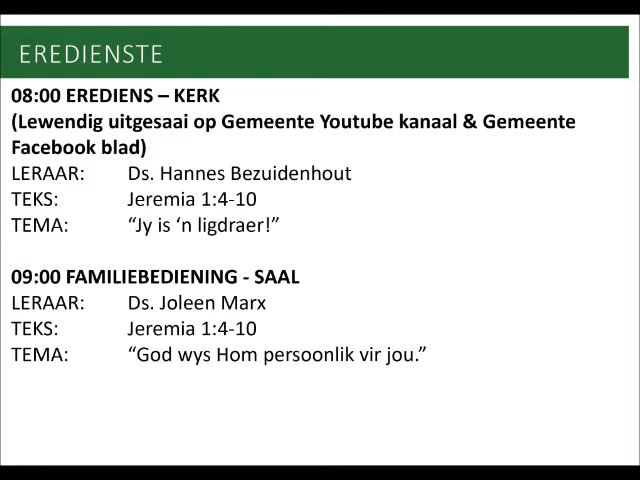 EREDIENSTE
08:00 EREDIENS – KERK
(Lewendig uitgesaai op Gemeente Youtube kanaal & Gemeente
Facebook blad)
LERAAR: Ds. Hannes Bezuidenhout
TEKS: Jeremia 1:4-10
TEMA: “Jy is ‘n ligdraer!”
09:00 FAMILIEBEDIENING - SAAL
LERAAR: Ds. Joleen Marx
TEKS: Jeremia 1:4-10
TEMA: “God wys Hom persoonlik vir jou.”